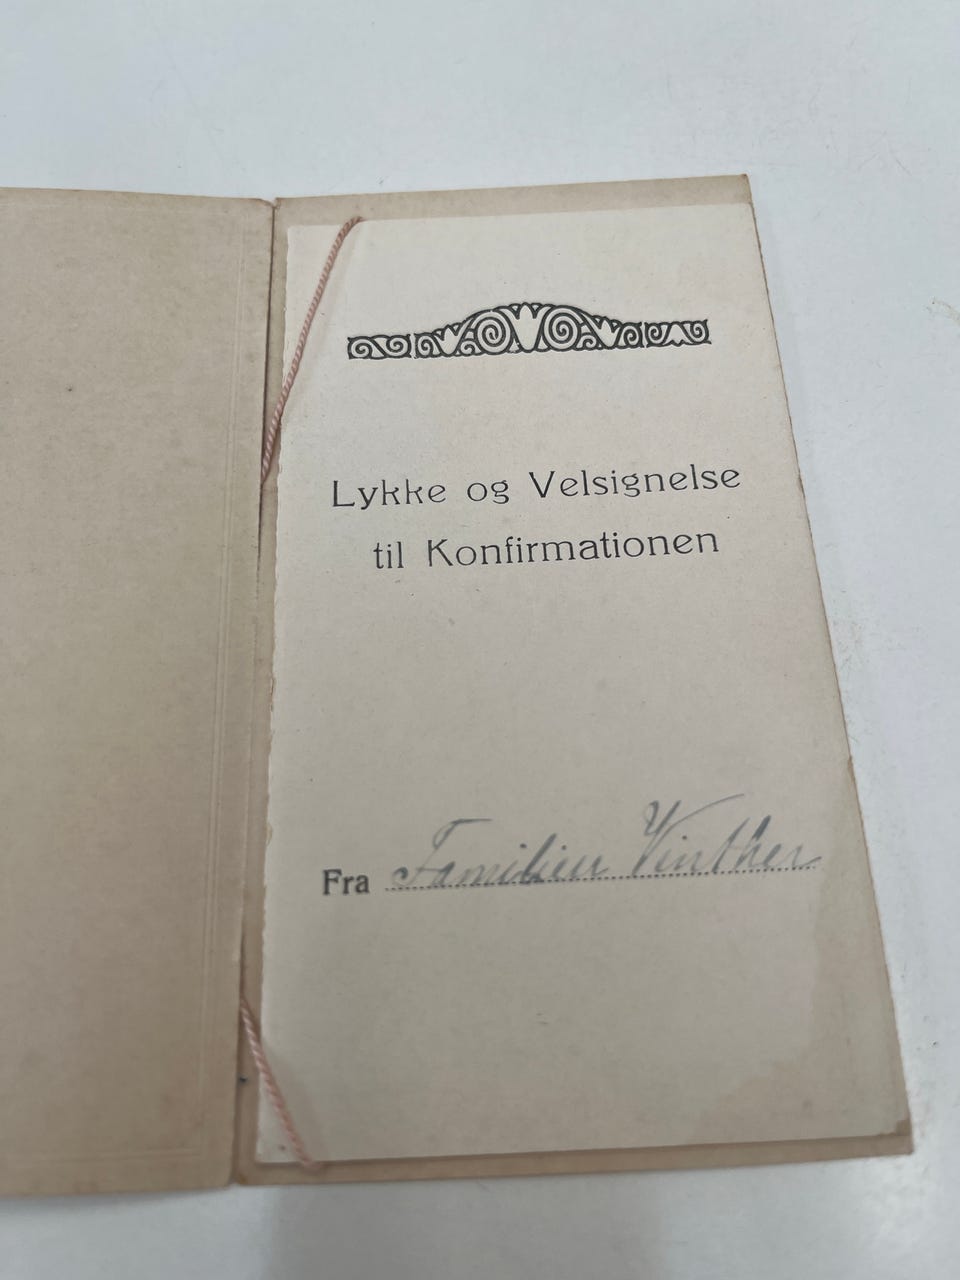 Lykke og Velsignelse
til Konfirmationen
Fra Familien Vinther